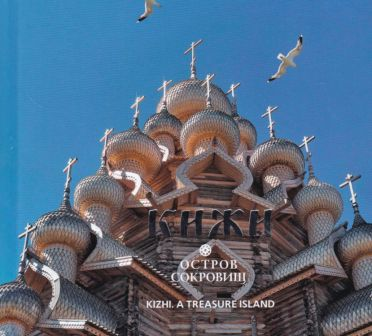 КИЖИ
ОСТРОВ
СОКРОВИЩ
KIZHI. A TREASURE ISLAND